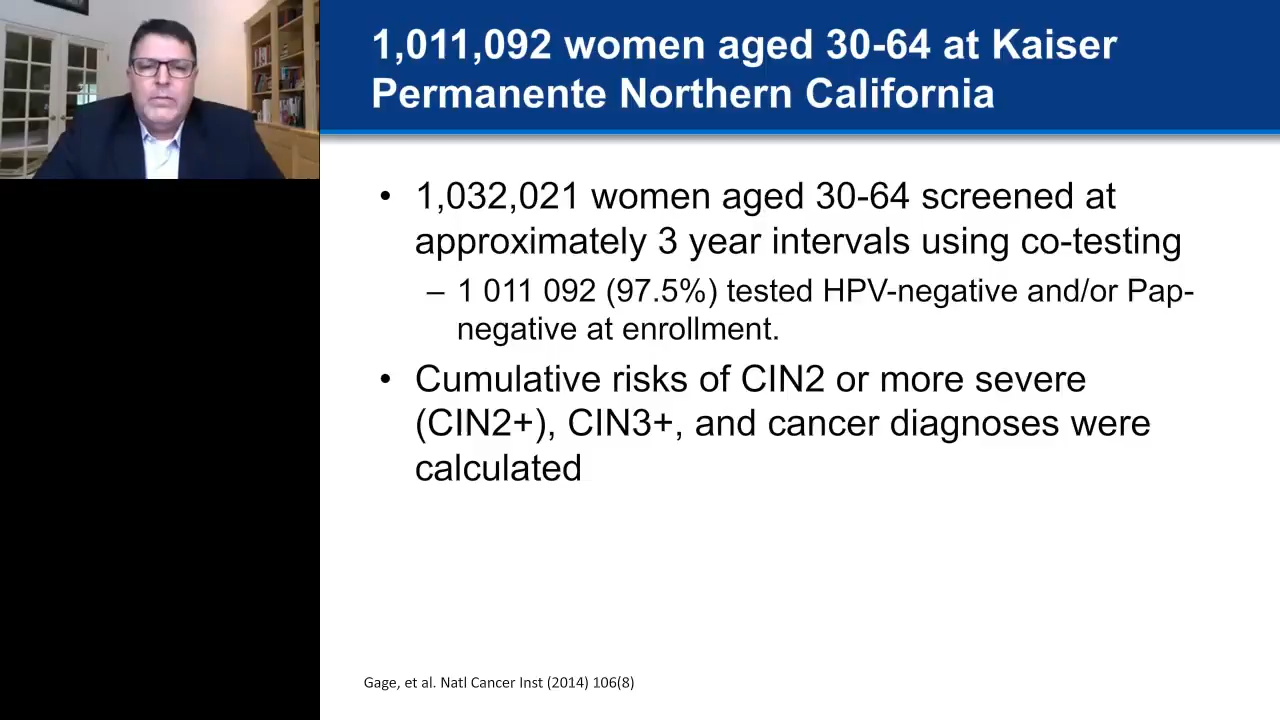 1,011,092 women aged 30-64 at Kaiser
Permanente Northern California
• 1,032,021 women aged 30-64 screened at
approximately 3 year intervals using co-testing
– 1 011 092 (97.5%) tested HPV-negative and/or Pap-
negative at enrollment.
• Cumulative risks of CIN2 or more severe
(CIN2+), CIN3+, and cancer diagnoses were
calculated
Gage, et al. Natl Cancer Inst (2014) 106(8)